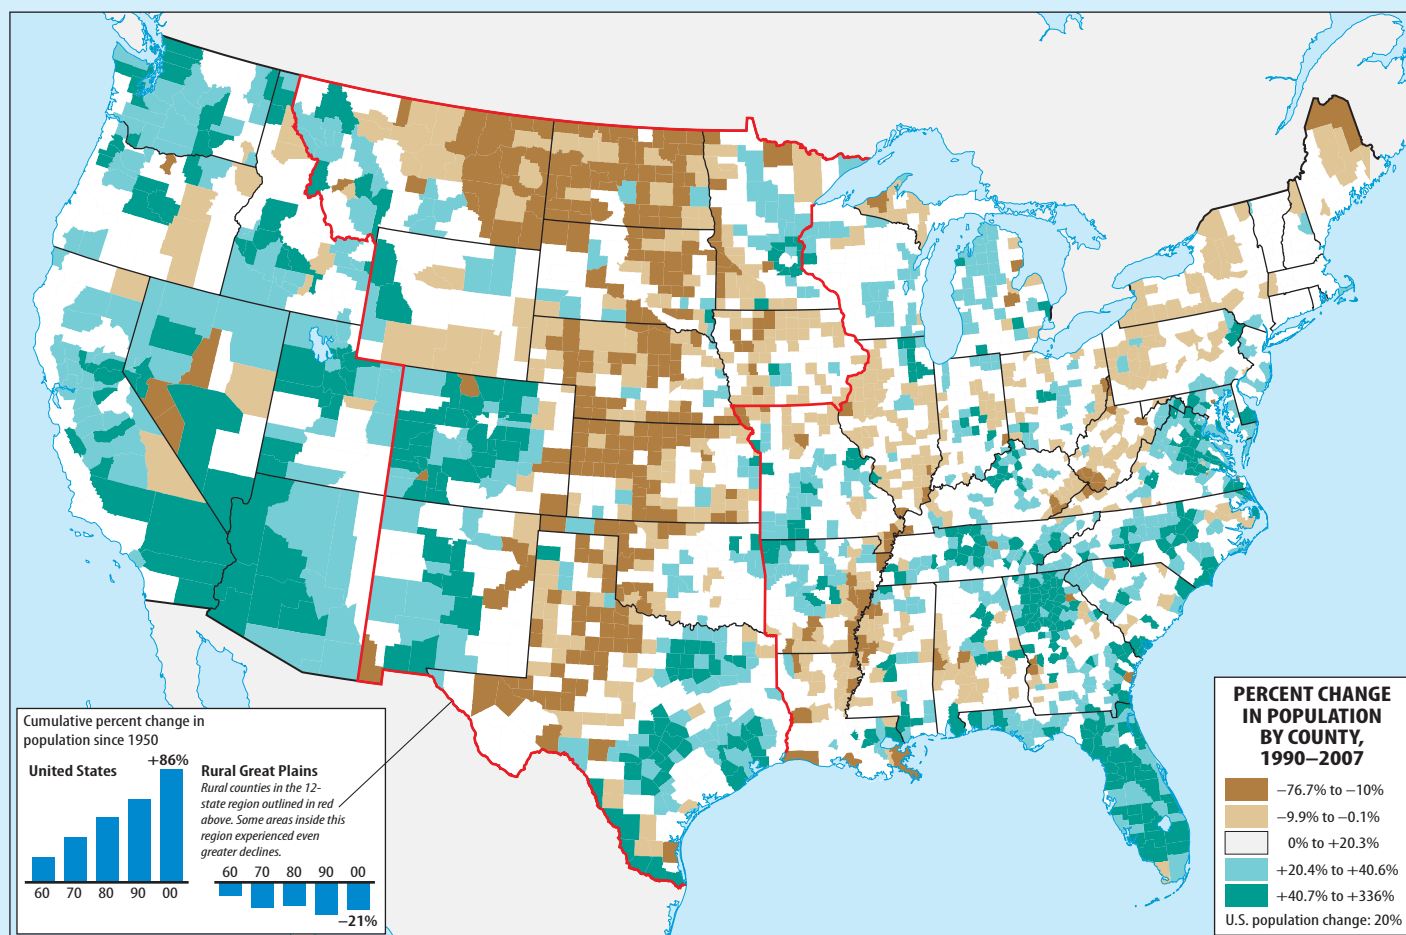 Cumulative percent change in
population since 1950
United States
+86%
60 70 80 90 00
Rural Great Plains
Rural counties in the 12-
state region outlined in red
above. Some areas inside this
region experienced even
greater declines.
60 70 80 90 00
−21%
PERCENT CHANGE
IN POPULATION
BY COUNTY,
1990–2007
−76.7% to −10%
−9.9% to −0.1%
0% to +20.3%
+20.4% to +40.6%
+40.7% to +336%
U.S. population change: 20%